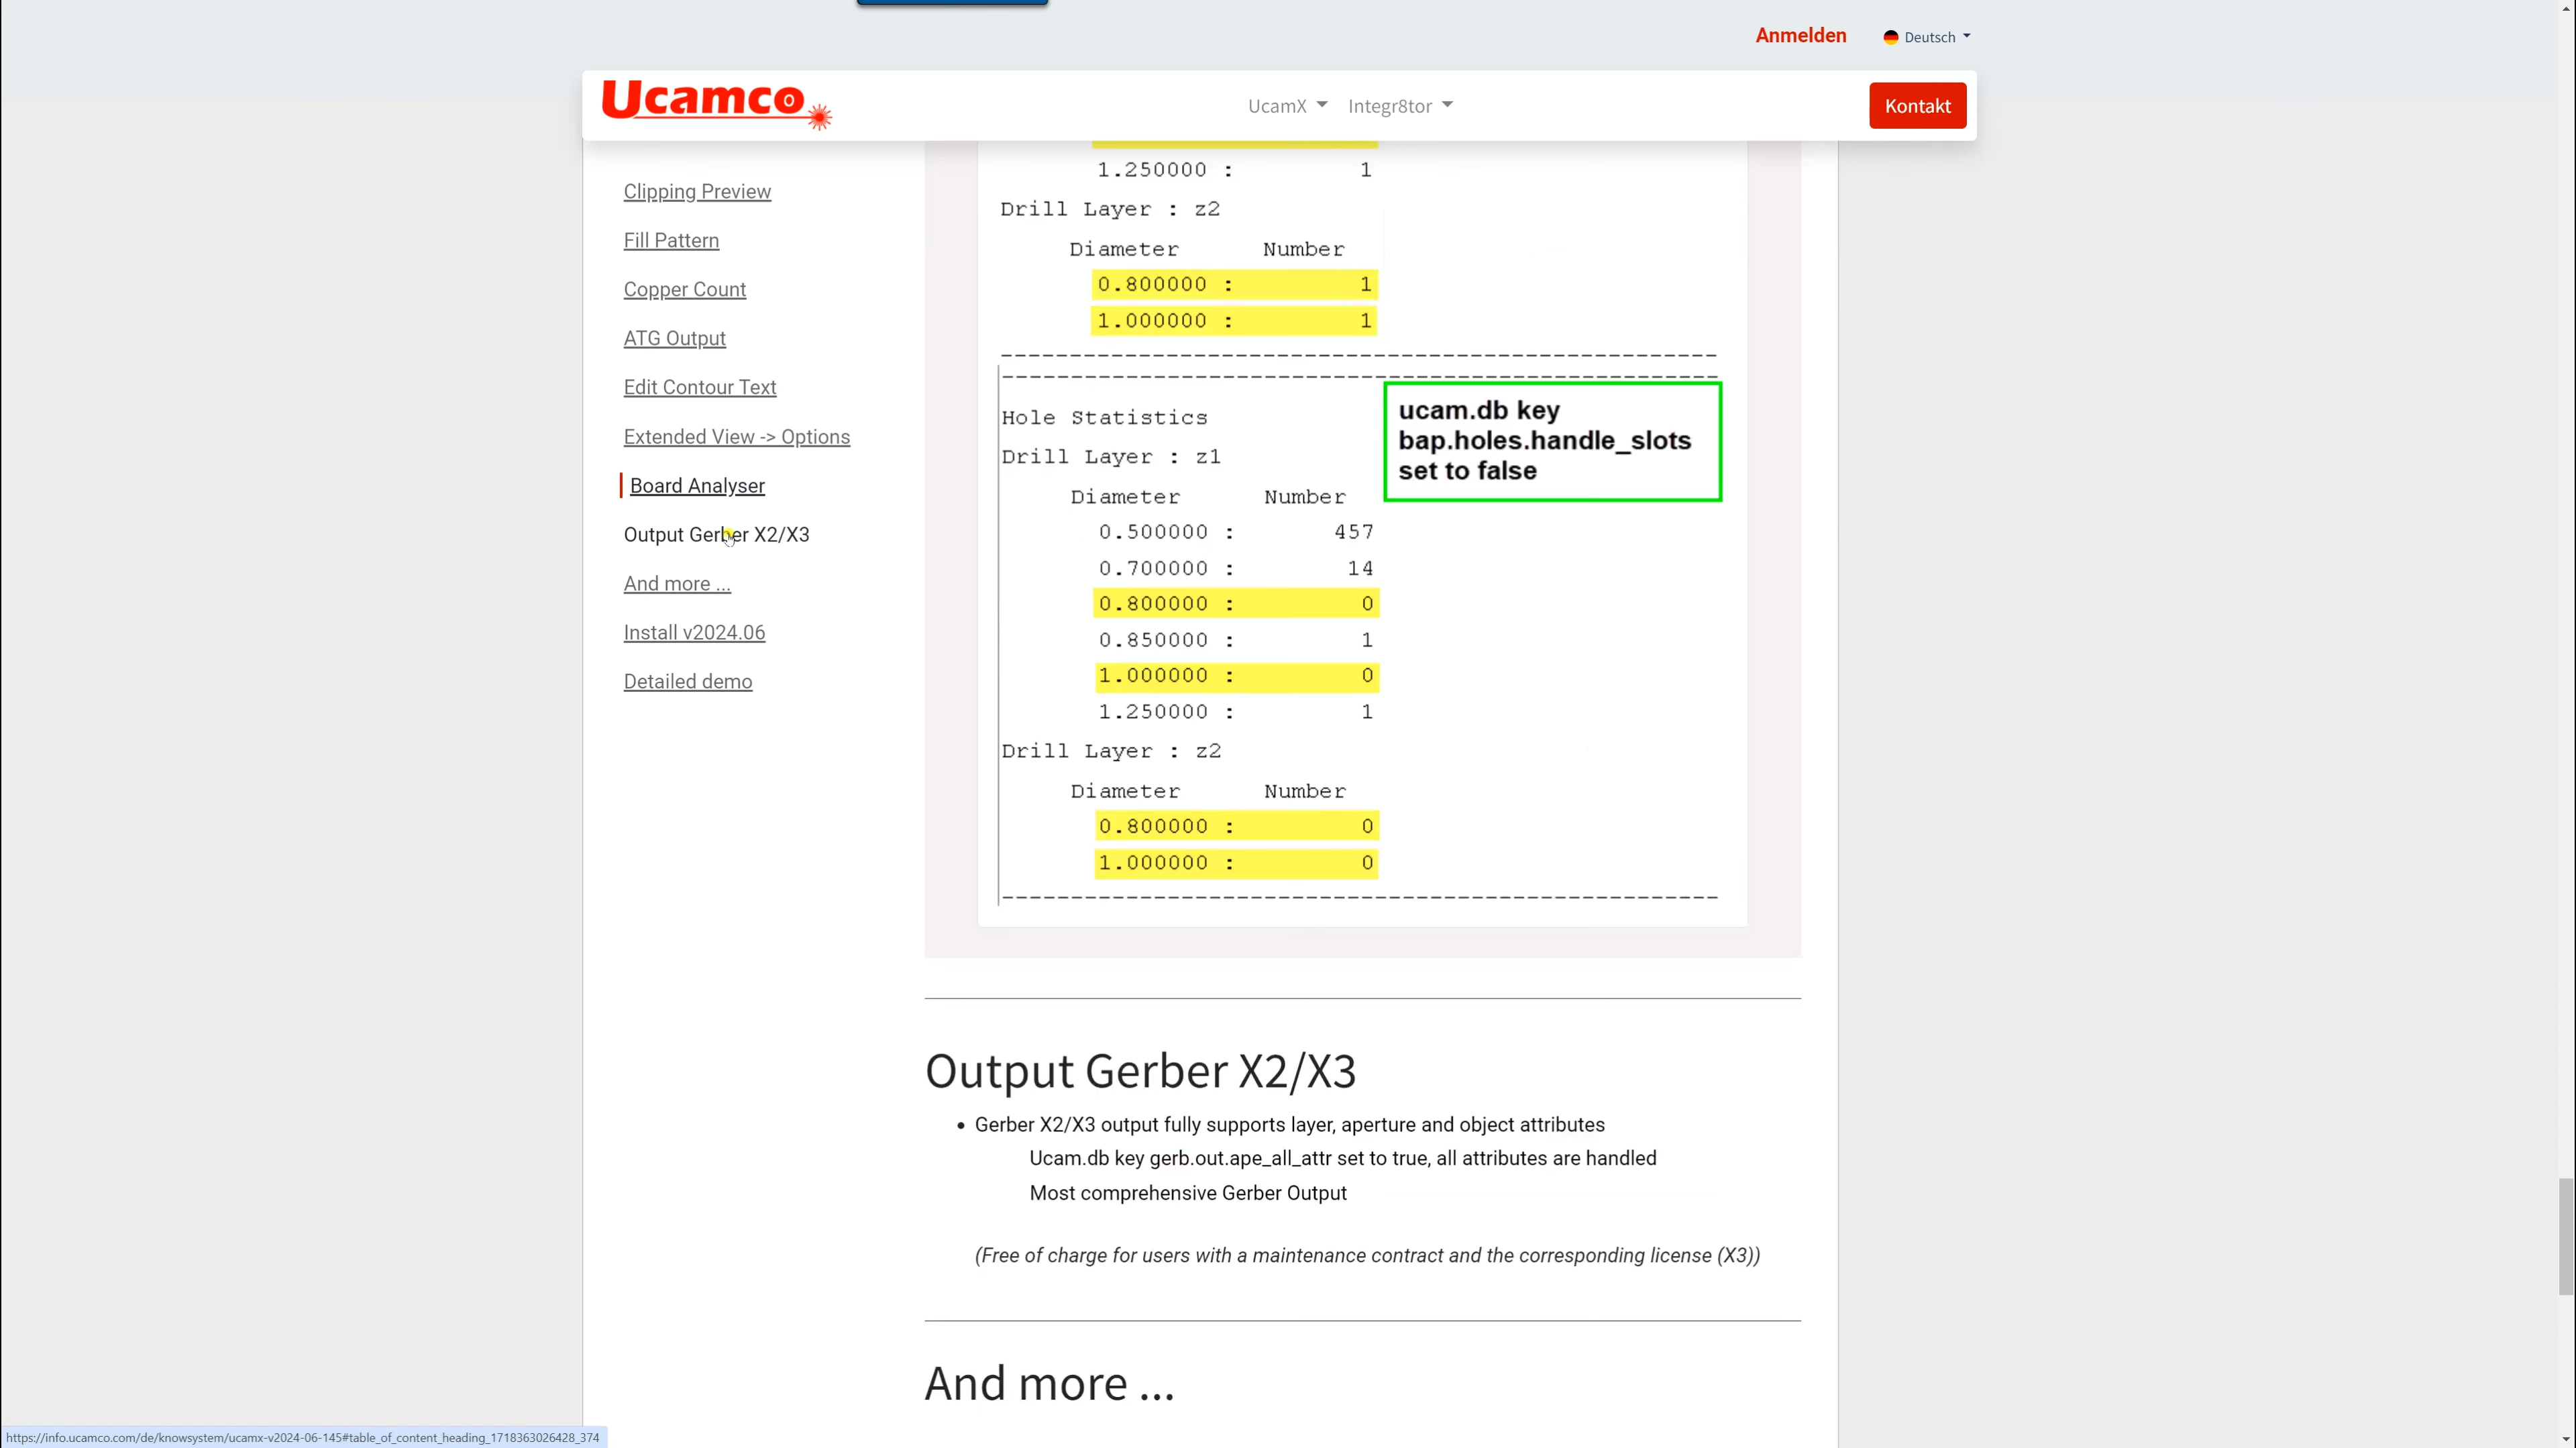 Anmelden
Deutsch
Ucamco
UcamX
Integr8tor
Kontakt
Clipping Preview
Fill Pattern
Copper Count
ATG Output
Edit Contour Text
Extended View -> Options
Board Analyser
Output Gerber X2/X3
And more ...
Install v2024.06
Detailed demo
1.250000 : 1
Drill Layer : z2
Diameter Number
0.800000 : 1
1.000000 : 1
--------------------------------------------------------------
--------------------------------------------------------------
ucam.db key
bap.holes.handle_slots
set to false
Hole Statistics
Drill Layer : z1
Diameter Number
0.500000 : 457
0.700000 : 14
0.800000 : 0
0.850000 : 1
1.000000 : 0
1.250000 : 1
Drill Layer : z2
Diameter Number
0.800000 : 0
1.000000 : 0
--------------------------------------------------------------
Output Gerber X2/X3
• Gerber X2/X3 output fully supports layer, aperture and object attributes
Ucam.db key gerb.out.ape_all_attr set to true, all attributes are handled
Most comprehensive Gerber Output
(Free of charge for users with a maintenance contract and the corresponding license (X3))
And more ...
https://info.ucamco.com/de/knowsystem/ucamx-v2024-06-145#table_of_content_heading_1718363026428_374